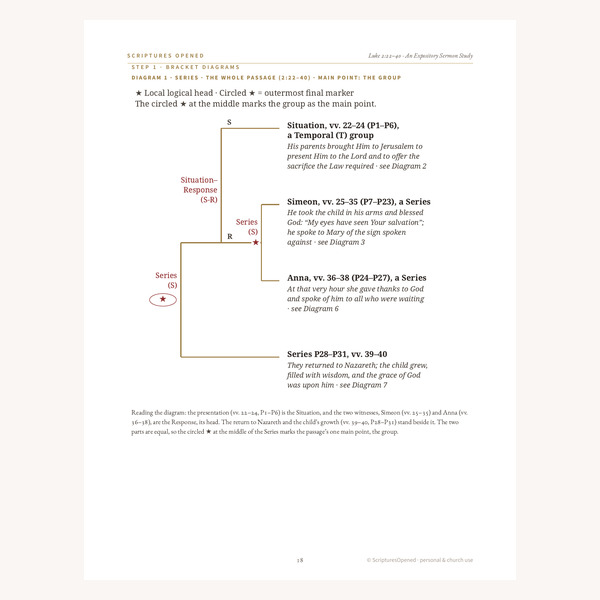 SCRIPTURES OPENED
Luke 2:22–40 · An Expository Sermon Study
STEP 1 · BRACKET DIAGRAMS
DIAGRAM 1 · SERIES · THE WHOLE PASSAGE (2:22–40) · MAIN POINT: THE GROUP
★ Local logical head · Circled ★ = outermost final marker
The circled ★ at the middle marks the group as the main point.
S
Situation, vv. 22–24 (P1–P6),
a Temporal (T) group
His parents brought Him to Jerusalem to
present Him to the Lord and to offer the
sacrifice the Law required · see Diagram 2
Situation–
Response
(S-R)
Simeon, vv. 25–35 (P7–P23), a Series
He took the child in his arms and blessed
God: “My eyes have seen Your salvation”;
he spoke to Mary of the sign spoken
against · see Diagram 3
Series
(S)
★
R
Series
(S)
★
Anna, vv. 36–38 (P24–P27), a Series
At that very hour she gave thanks to God
and spoke of him to all who were waiting
· see Diagram 6
Series P28–P31, vv. 39–40
They returned to Nazareth; the child grew,
filled with wisdom, and the grace of God
was upon him · see Diagram 7
Reading the diagram: the presentation (vv. 22–24, P1–P6) is the Situation, and the two witnesses, Simeon (vv. 25–35) and Anna (vv.
36–38), are the Response, its head. The return to Nazareth and the child's growth (vv. 39–40, P28–P31) stand beside it. The two
parts are equal, so the circled ★ at the middle of the Series marks the passage's one main point, the group.
18
© ScripturesOpened · personal & church use